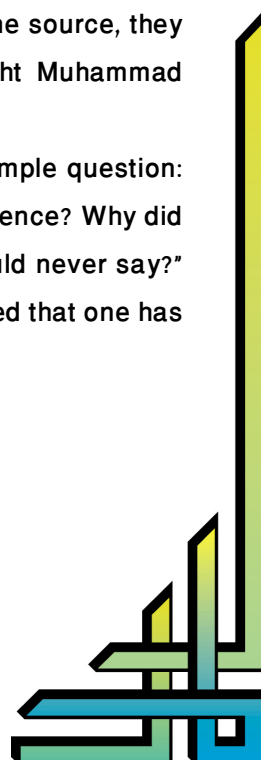 ne source, they
ht Muhammad
mple question:
ence? Why did
uld never say?"
ed that one has